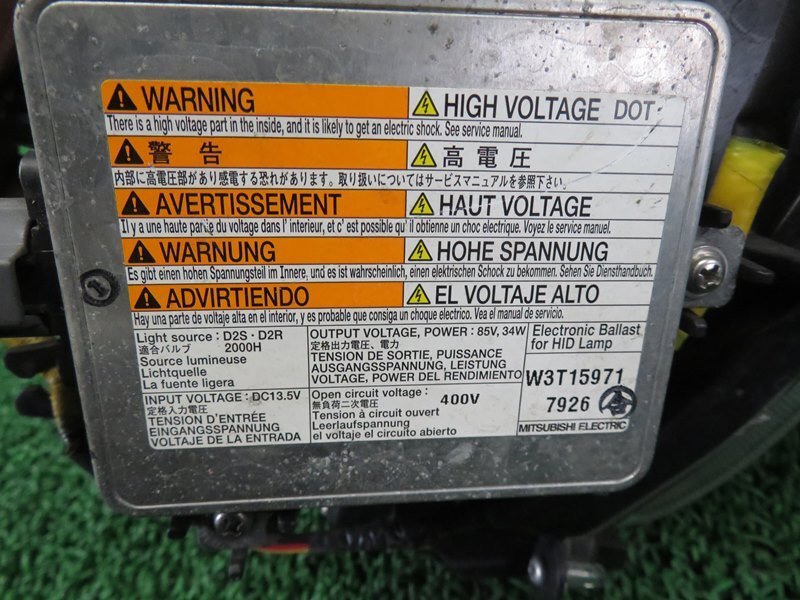 WARNING HIGH VOLTAGE DOT
There is a high voltage part in the inside, and it is likely to get an electric shock. See service manual.
警告 高電圧
内部に高電圧部があり感電する恐れがあります。取り扱いについてはサービスマニュアルを参照下さい。
AVERTISSEMENT HAUT VOLTAGE
Il y a une haute partie du voltage dans l' interieur, et c' est possible qu' il obtienne un choc electrique. Voyez le service manuel.
WARNUNG HOHE SPANNUNG
Es gibt einen hohen Spannungsteil im Innere, und es ist wahrscheinlich, einen elektrischen Schock zu bekommen. Sehen Sie Diensthandbuch.
ADVIRTIENDO EL VOLTAJE ALTO
Hay una parte de voltaje alta en el interior, y es probable que consiga un choque electrico. Vea el manual de servicio.
Light source : D2S · D2R
適合バルブ 2000H
Source lumineuse
Lichtquelle
La fuente ligera
OUTPUT VOLTAGE, POWER : 85V, 34W
定格出力電圧、電力
TENSION DE SORTIE, PUISSANCE
AUSGANGSSPANNUNG, LEISTUNG
VOLTAGE, POWER DEL RENDIMIENTO
Electronic Ballast
for HID Lamp
W3T15971
7926
MITSUBISHI ELECTRIC
INPUT VOLTAGE : DC13.5V
定格入力電圧
TENSION D'ENTRÉE
EINGANGSSPANNUNG
VOLTAJE DE LA ENTRADA
Open circuit voltage :
無負荷二次電圧 400V
Tension à circuit ouvert
Leerlaufspannung
el voltaje el circuito abierto